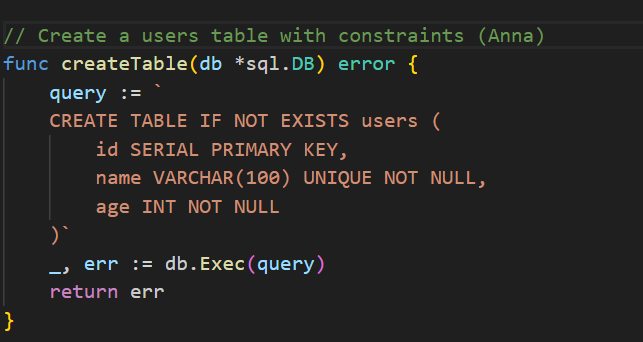 // Create a users table with constraints (Anna)
func createTable(db *sql.DB) error {
    query := `
    CREATE TABLE IF NOT EXISTS users (
        id SERIAL PRIMARY KEY,
        name VARCHAR(100) UNIQUE NOT NULL,
        age INT NOT NULL
    )`
    _, err := db.Exec(query)
    return err
}